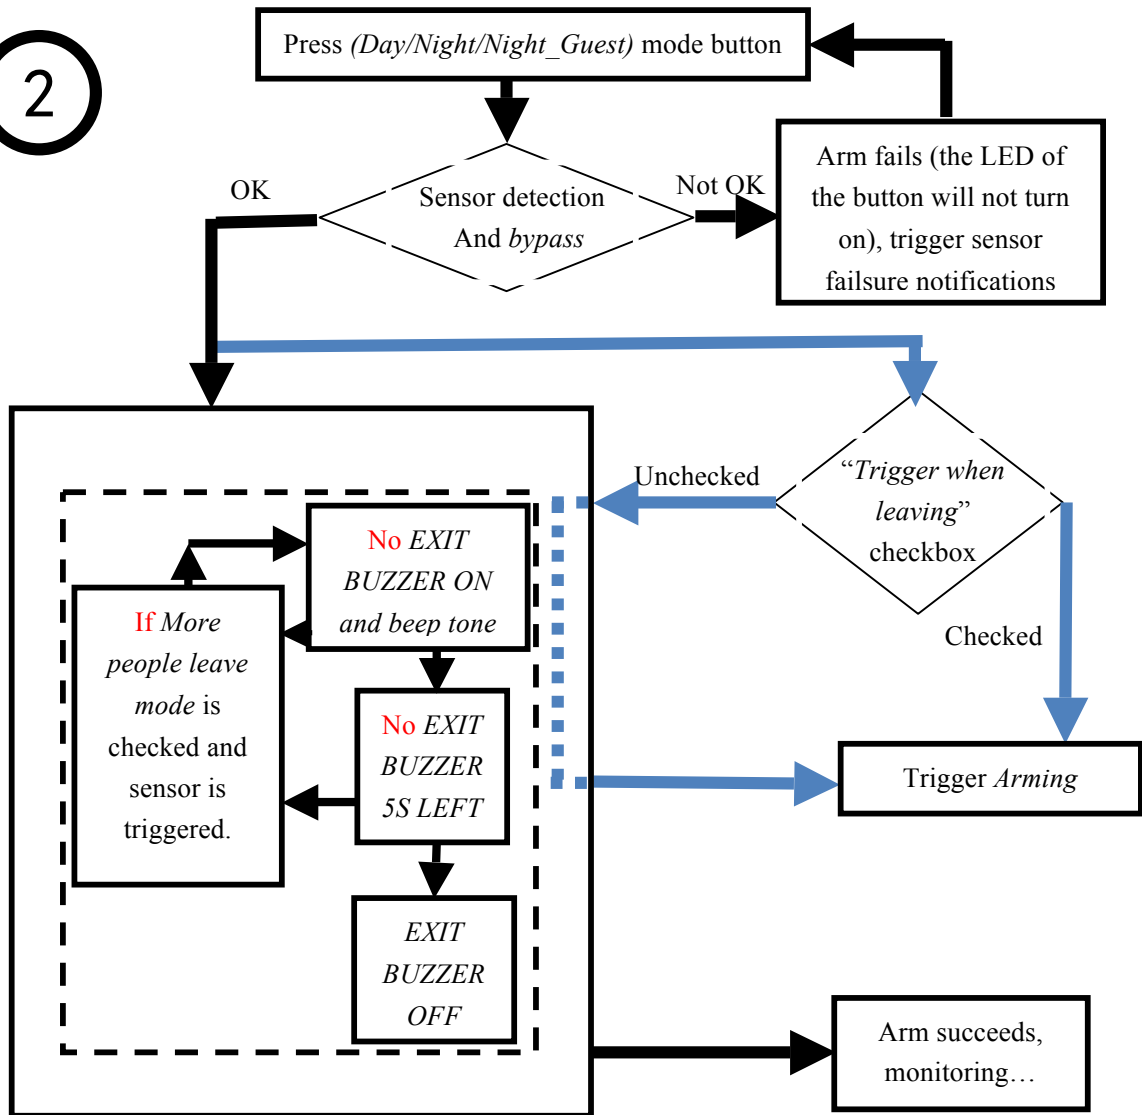 2
Press (Day/Night/Night_Guest) mode button
OK
Sensor detection
And bypass
Not OK
Arm fails (the LED of
the button will not turn
on), trigger sensor
failsure notifications
Unchecked
“Trigger when
leaving”
checkbox
Checked
No EXIT
BUZZER ON
and beep tone
If More
people leave
mode is
checked and
sensor is
triggered.
No EXIT
BUZZER
5S LEFT
Trigger Arming
EXIT
BUZZER
OFF
Arm succeeds,
monitoring…